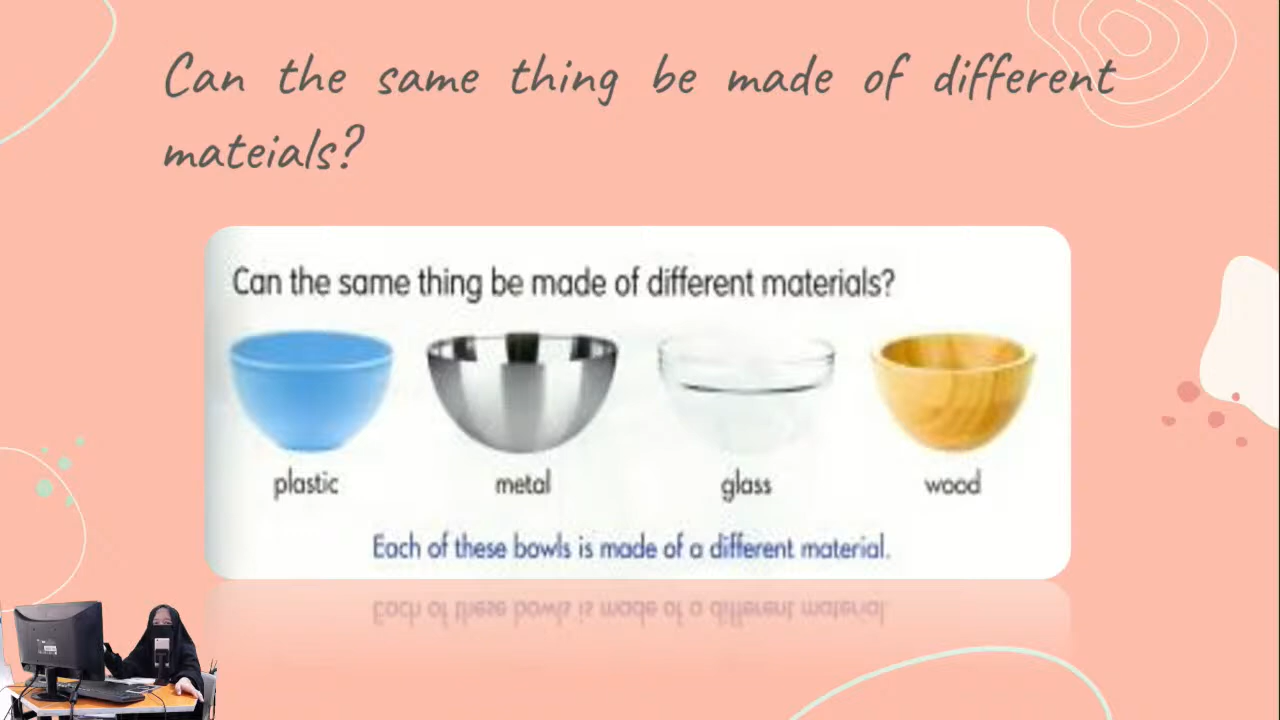 Can the same thing be made of different
mateials?
Can the same thing be made of different materials?
plastic metal glass wood
Each of these bowls is made of a different material.
Each of these bowls is made of a different material.